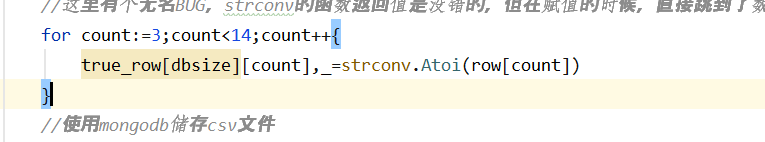 //这里有个无名BUG，strconv的函数返回值是没错的，但在赋值的时候，直接跳到了数
for count:=3;count<14;count++{
true_row[dbsize][count],_=strconv.Atoi(row[count])
}
//使用mongodb储存csv文件